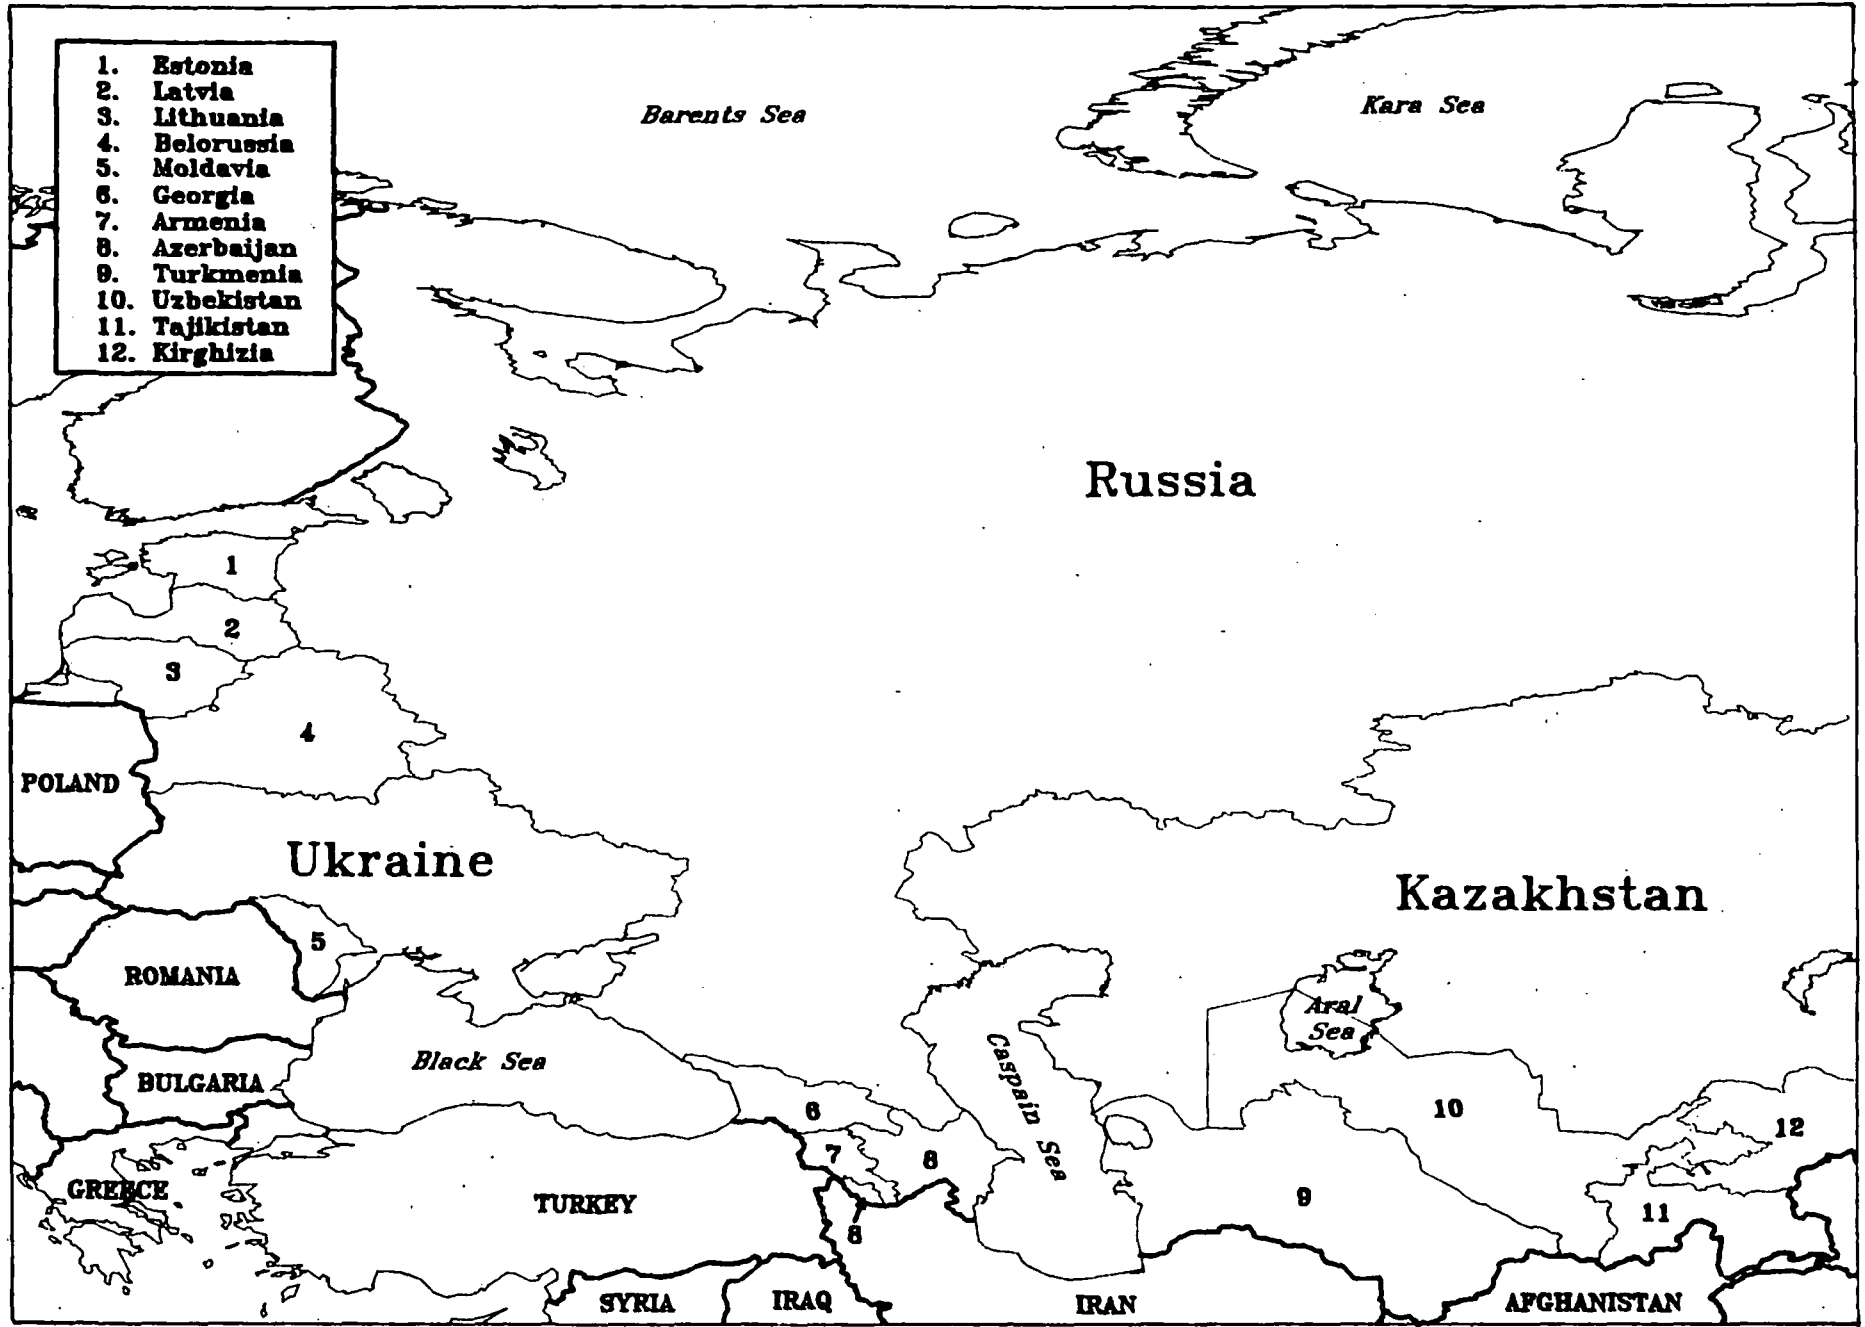 1. Estonia
2. Latvia
3. Lithuania
4. Belorussia
5. Moldavia
6. Georgia
7. Armenia
8. Azerbaijan
9. Turkmenia
10. Uzbekistan
11. Tajikistan
12. Kirghizia
Barents Sea
Kara Sea
Russia
1
2
3
4
POLAND
Ukraine
Kazakhstan
5
ROMANIA
Aral
Sea
Black Sea
Caspain Sea
BULGARIA
6
10
12
7
8
GREECE
TURKEY
9
11
8
SYRIA
IRAQ
IRAN
AFGHANISTAN